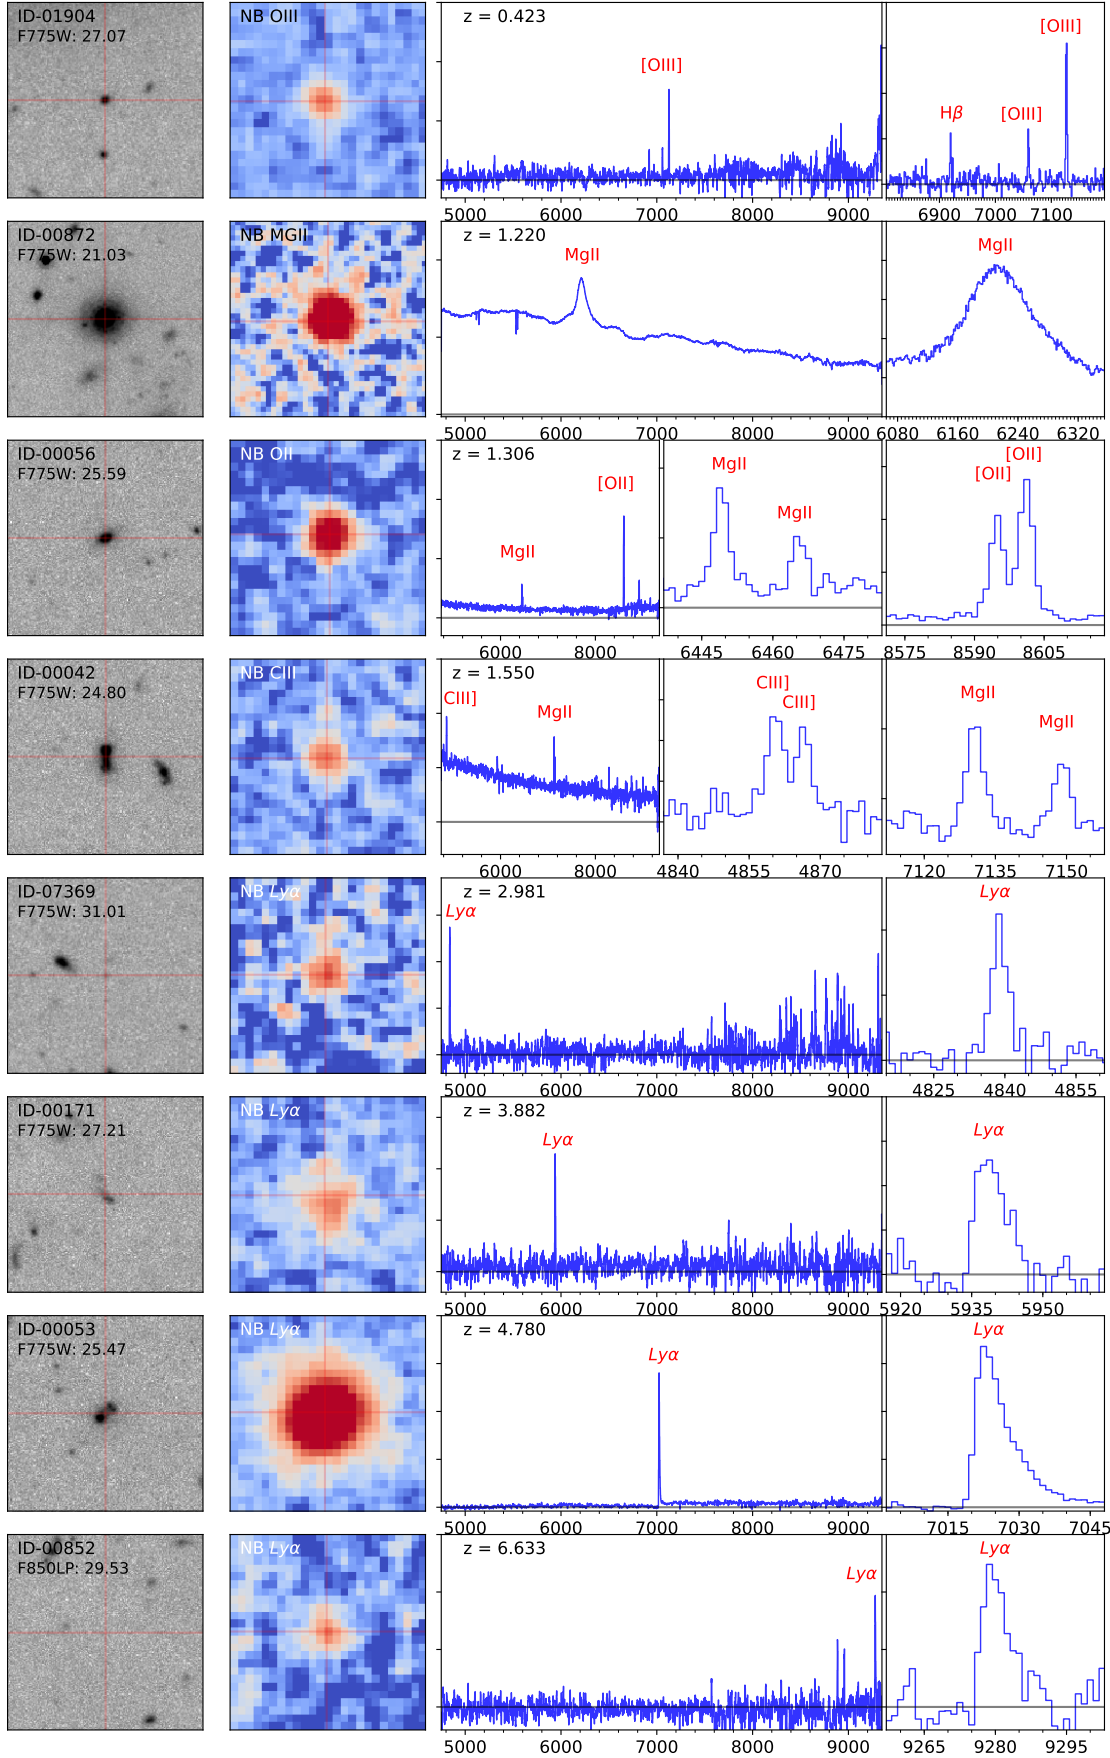 ID-01904
F775W: 27.07
NB OIII
z = 0.423
[OIII]
Hβ
[OIII]
[OIII]
5000 6000 7000 8000 9000
6900 7000 7100
ID-00872
F775W: 21.03
NB MGII
z = 1.220
MgII
MgII
5000 6000 7000 8000 9000
6080 6160 6240 6320
ID-00056
F775W: 25.59
NB OII
z = 1.306
MgII
[OII]
MgII
MgII
[OII]
[OII]
6000 8000
6445 6460 6475
8575 8590 8605
ID-00042
F775W: 24.80
NB CIII
z = 1.550
CIII]
MgII
CIII]
CIII]
MgII
MgII
6000 8000
4840 4855 4870
7120 7135 7150
ID-07369
F775W: 31.01
NB Lyα
z = 2.981
Lyα
Lyα
5000 6000 7000 8000 9000
4825 4840 4855
ID-00171
F775W: 27.21
NB Lyα
z = 3.882
Lyα
Lyα
5000 6000 7000 8000 9000
5920 5935 5950
ID-00053
F775W: 25.47
NB Lyα
z = 4.780
Lyα
Lyα
5000 6000 7000 8000 9000
7015 7030 7045
ID-00852
F850LP: 29.53
NB Lyα
z = 6.633
Lyα
Lyα
5000 6000 7000 8000 9000
9265 9280 9295